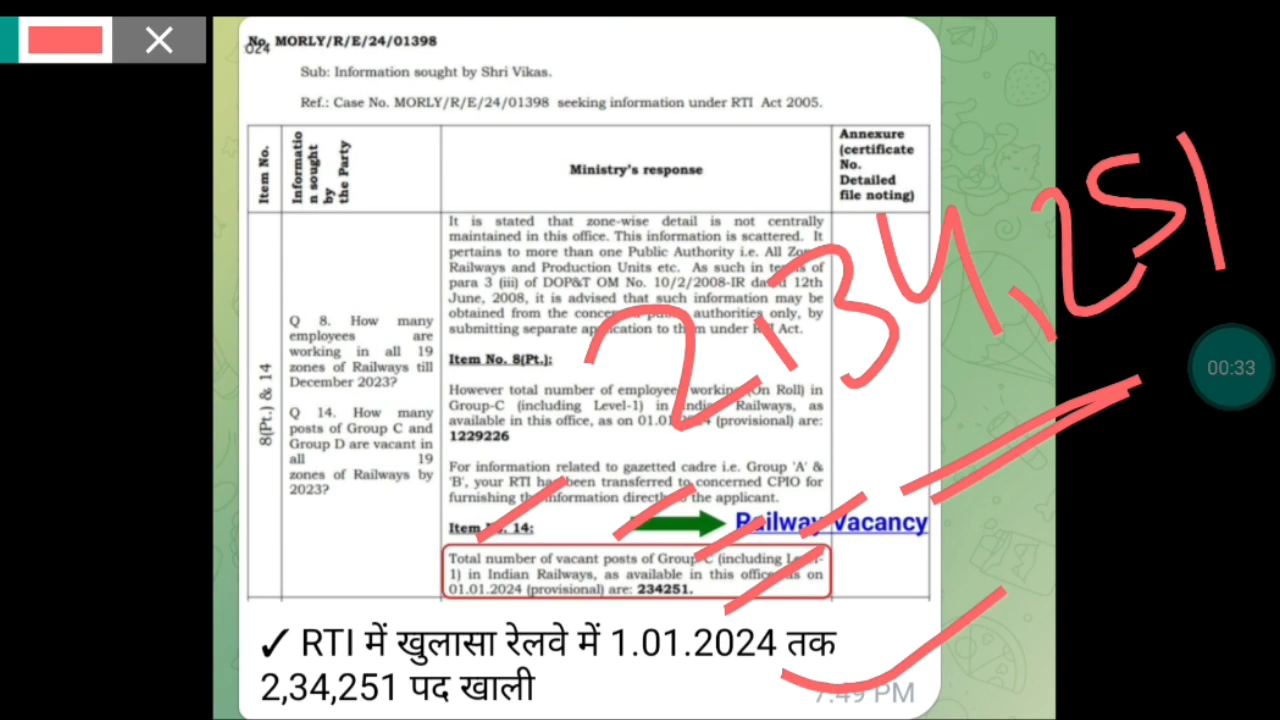 No. MORLY/R/E/24/01398
024
Sub: Information sought by Shri Vikas.
Ref.: Case No. MORLY/R/E/24/01398 seeking information under RTI Act 2005.
Item No.
Informatio
n sought
by
the Party
Ministry's response
Annexure
(certificate
No.
Detailed
file noting)
8(Pt.) & 14
Q 8. How many
employees are
working in all 19
zones of Railways till
December 2023?
Q 14. How many
posts of Group C and
Group D are vacant in
all 19
zones of Railways by
2023?
It is stated that zone-wise detail is not centrally
maintained in this office. This information is scattered. It
pertains to more than one Public Authority i.e. All Zonal
Railways and Production Units etc. As such in terms of
para 3 (iii) of DOP&T OM No. 10/2/2008-IR dated 12th
June, 2008, it is advised that such information may be
obtained from the concerned public authorities only, by
submitting separate application to them under RTI Act.
Item No. 8(Pt.):
However total number of employees working (On Roll) in
Group-C (including Level-1) in Indian Railways, as
available in this office, as on 01.01.2024 (provisional) are:
1229226
For information related to gazetted cadre i.e. Group 'A' &
'B', your RTI has been transferred to concerned CPIO for
furnishing the information directly to the applicant.
Item No. 14:
Railway Vacancy
Total number of vacant posts of Group-C (including Level-
1) in Indian Railways, as available in this office, as on
01.01.2024 (provisional) are: 234251.
2,34,251
✓ RTI में खुलासा रेलवे में 1.01.2024 तक
2,34,251 पद खाली
7:49 PM
00:33